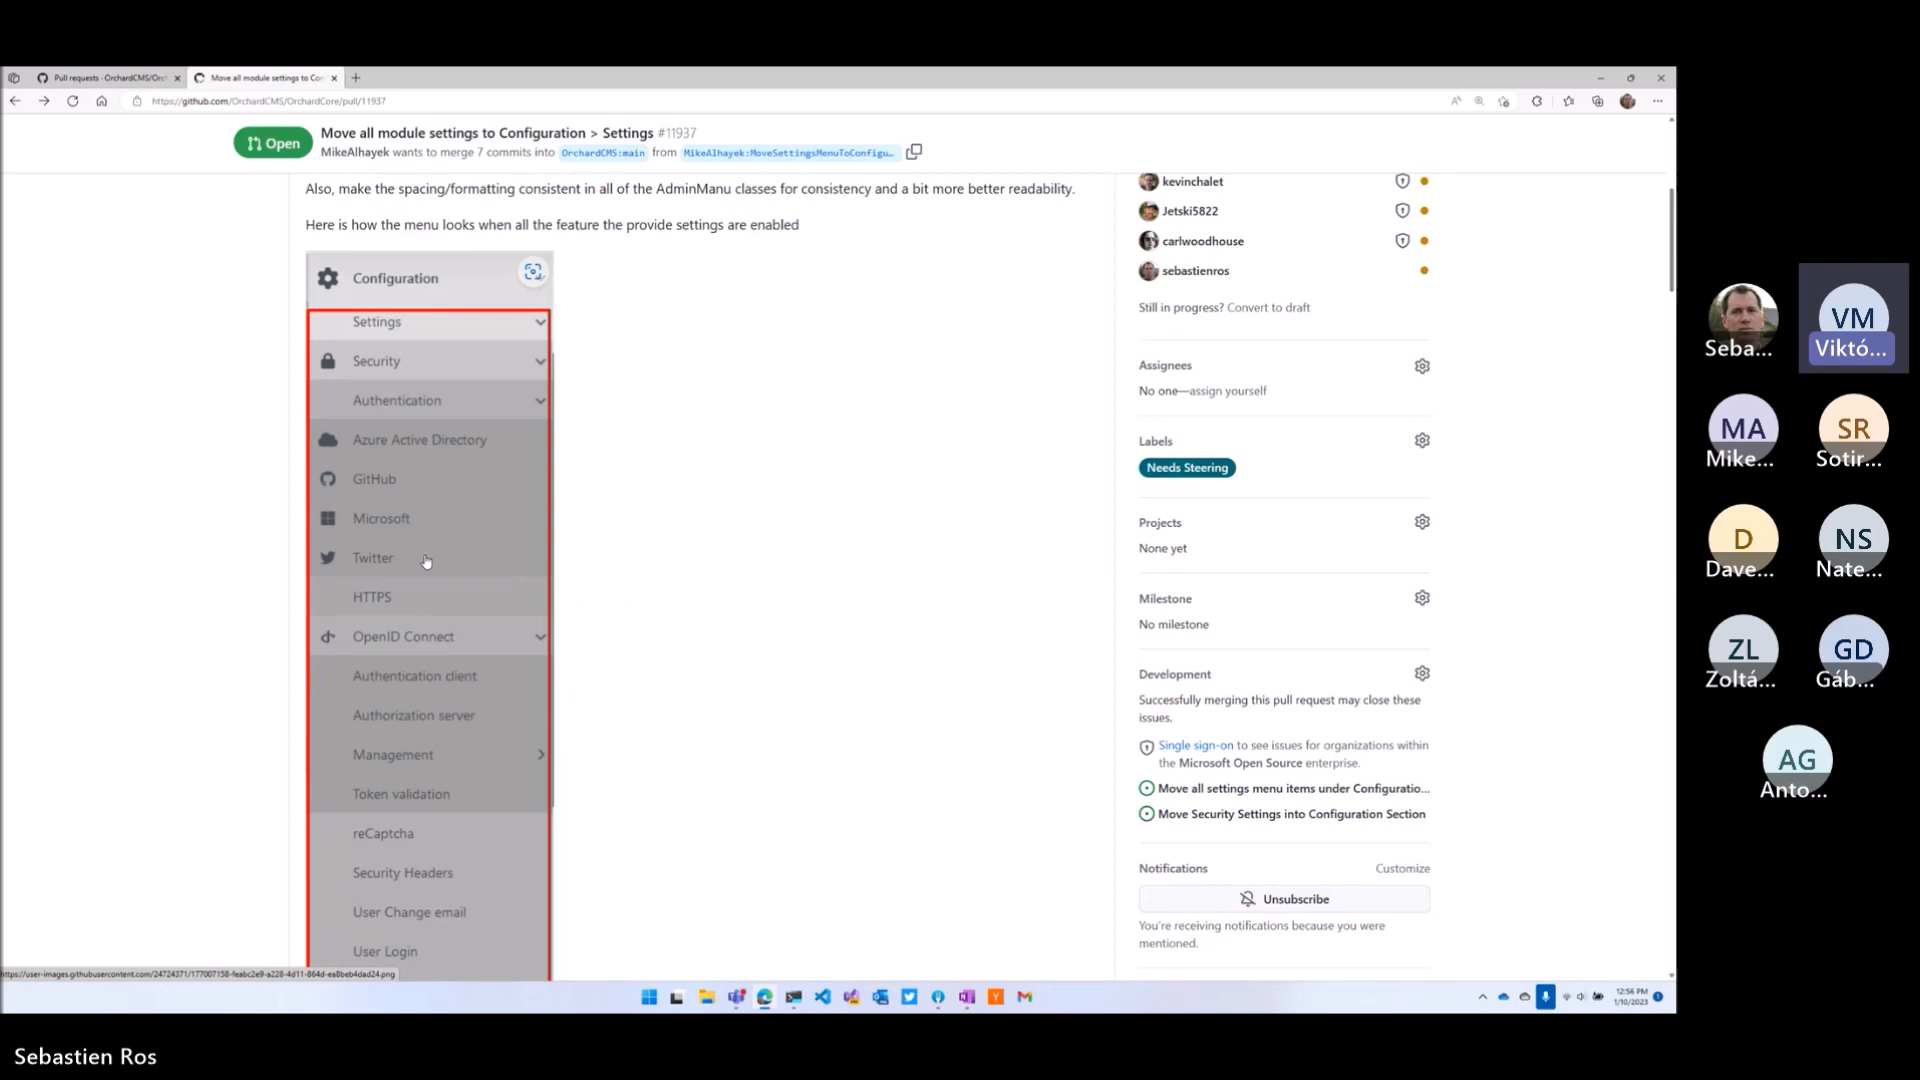 Pull requests · OrchardCMS/Orc
Move all module settings to Con
https://github.com/OrchardCMS/OrchardCore/pull/11937
Open
Move all module settings to Configuration > Settings #11937
MikeAlhayek wants to merge 7 commits into OrchardCMS:main from MikeAlhayek:MoveSettingsMenuToConfigu…
Also, make the spacing/formatting consistent in all of the AdminManu classes for consistency and a bit more better readability.
Here is how the menu looks when all the feature the provide settings are enabled
Configuration
Settings
Security
Authentication
Azure Active Directory
GitHub
Microsoft
Twitter
HTTPS
OpenID Connect
Authentication client
Authorization server
Management
Token validation
reCaptcha
Security Headers
User Change email
User Login
kevinchalet
Jetski5822
carlwoodhouse
sebastienros
Still in progress? Convert to draft
Assignees
No one—assign yourself
Labels
Needs Steering
Projects
None yet
Milestone
No milestone
Development
Successfully merging this pull request may close these
issues.
Single sign-on to see issues for organizations within
the Microsoft Open Source enterprise.
Move all settings menu items under Configuratio...
Move Security Settings into Configuration Section
Notifications
Customize
Unsubscribe
You're receiving notifications because you were
mentioned.
12:56 PM
1/10/2023
Seba...
VM
Viktó...
MA
Mike...
SR
Sotir...
D
Dave...
NS
Nate...
ZL
Zoltá...
GD
Gáb...
AG
Anto...
Sebastien Ros